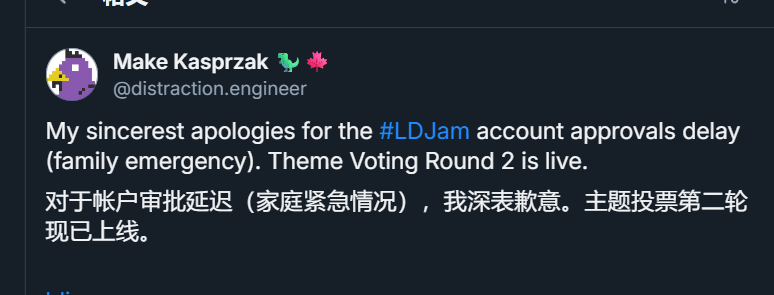 Make Kasprzak 🦖 🍁
@distraction.engineer
My sincerest apologies for the #LDJam account approvals delay
(family emergency). Theme Voting Round 2 is live.
对于帐户审批延迟（家庭紧急情况），我深表歉意。主题投票第二轮
现已上线。